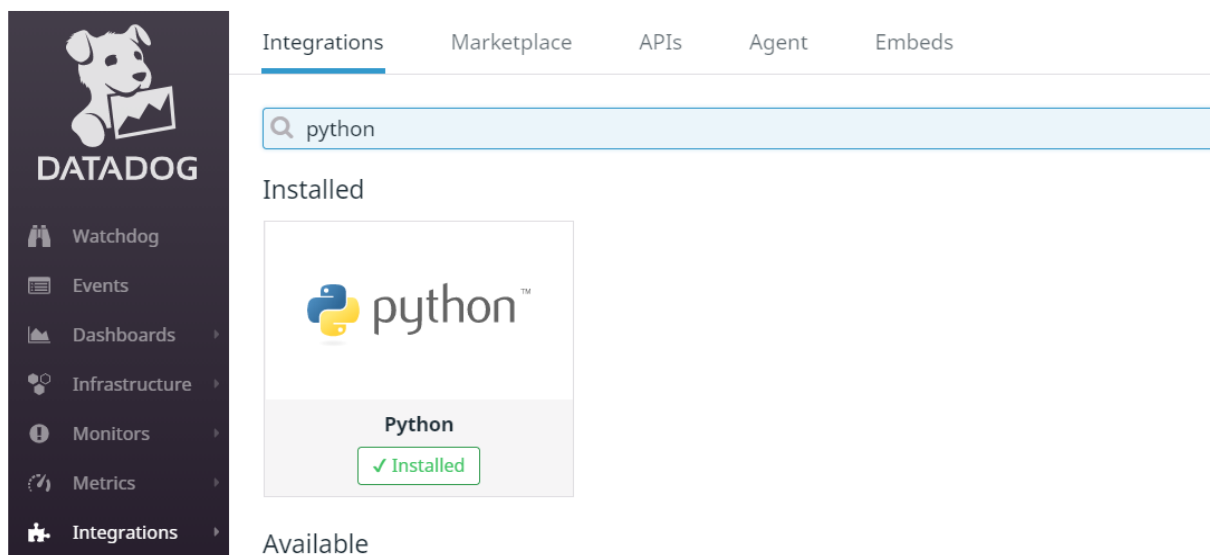 DATADOG
Watchdog
Events
Dashboards
Infrastructure
Monitors
Metrics
Integrations
Integrations Marketplace APIs Agent Embeds
python
Installed
python™
Python
✓ Installed
Available